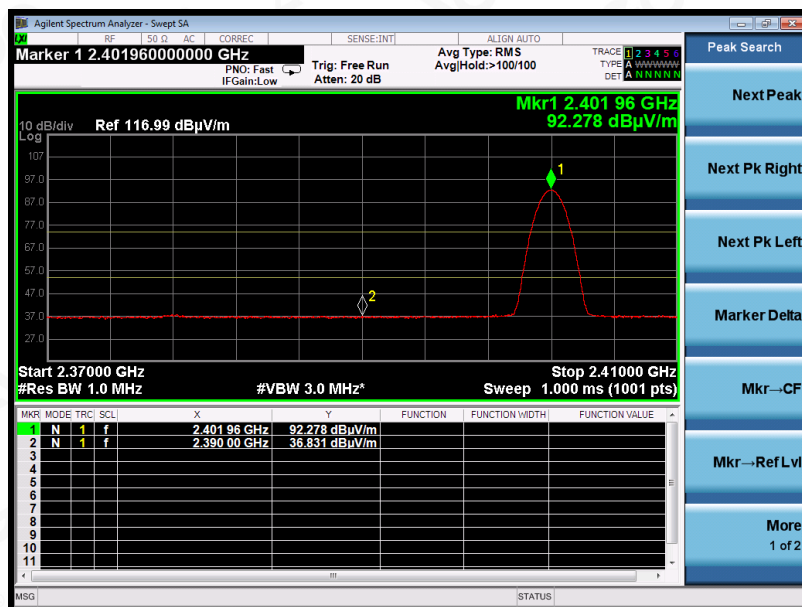 Agilent Spectrum Analyzer - Swept SA
LXI RF 50 Ω AC CORREC SENSE:INT ALIGN AUTO
Marker 1 2.401960000000 GHz
PNO: Fast
IFGain:Low
Trig: Free Run
Atten: 20 dB
Avg Type: RMS
Avg|Hold:>100/100
TRACE 1 2 3 4 5 6
TYPE A WWWWW
DET A N N N N N
Mkr1 2.401 96 GHz
92.278 dBµV/m
10 dB/div Ref 116.99 dBµV/m
Log
107
97.0
87.0
77.0
67.0
57.0
47.0
37.0
27.0
1
2
Start 2.37000 GHz Stop 2.41000 GHz
#Res BW 1.0 MHz #VBW 3.0 MHz* Sweep 1.000 ms (1001 pts)
MKR MODE TRC SCL X Y FUNCTION FUNCTION WIDTH FUNCTION VALUE
1 N 1 f 2.401 96 GHz 92.278 dBµV/m
2 N 1 f 2.390 00 GHz 36.831 dBµV/m
3
4
5
6
7
8
9
10
11
MSG STATUS
Peak Search
Next Peak
Next Pk Right
Next Pk Left
Marker Delta
Mkr→CF
Mkr→Ref Lvl
More
1 of 2